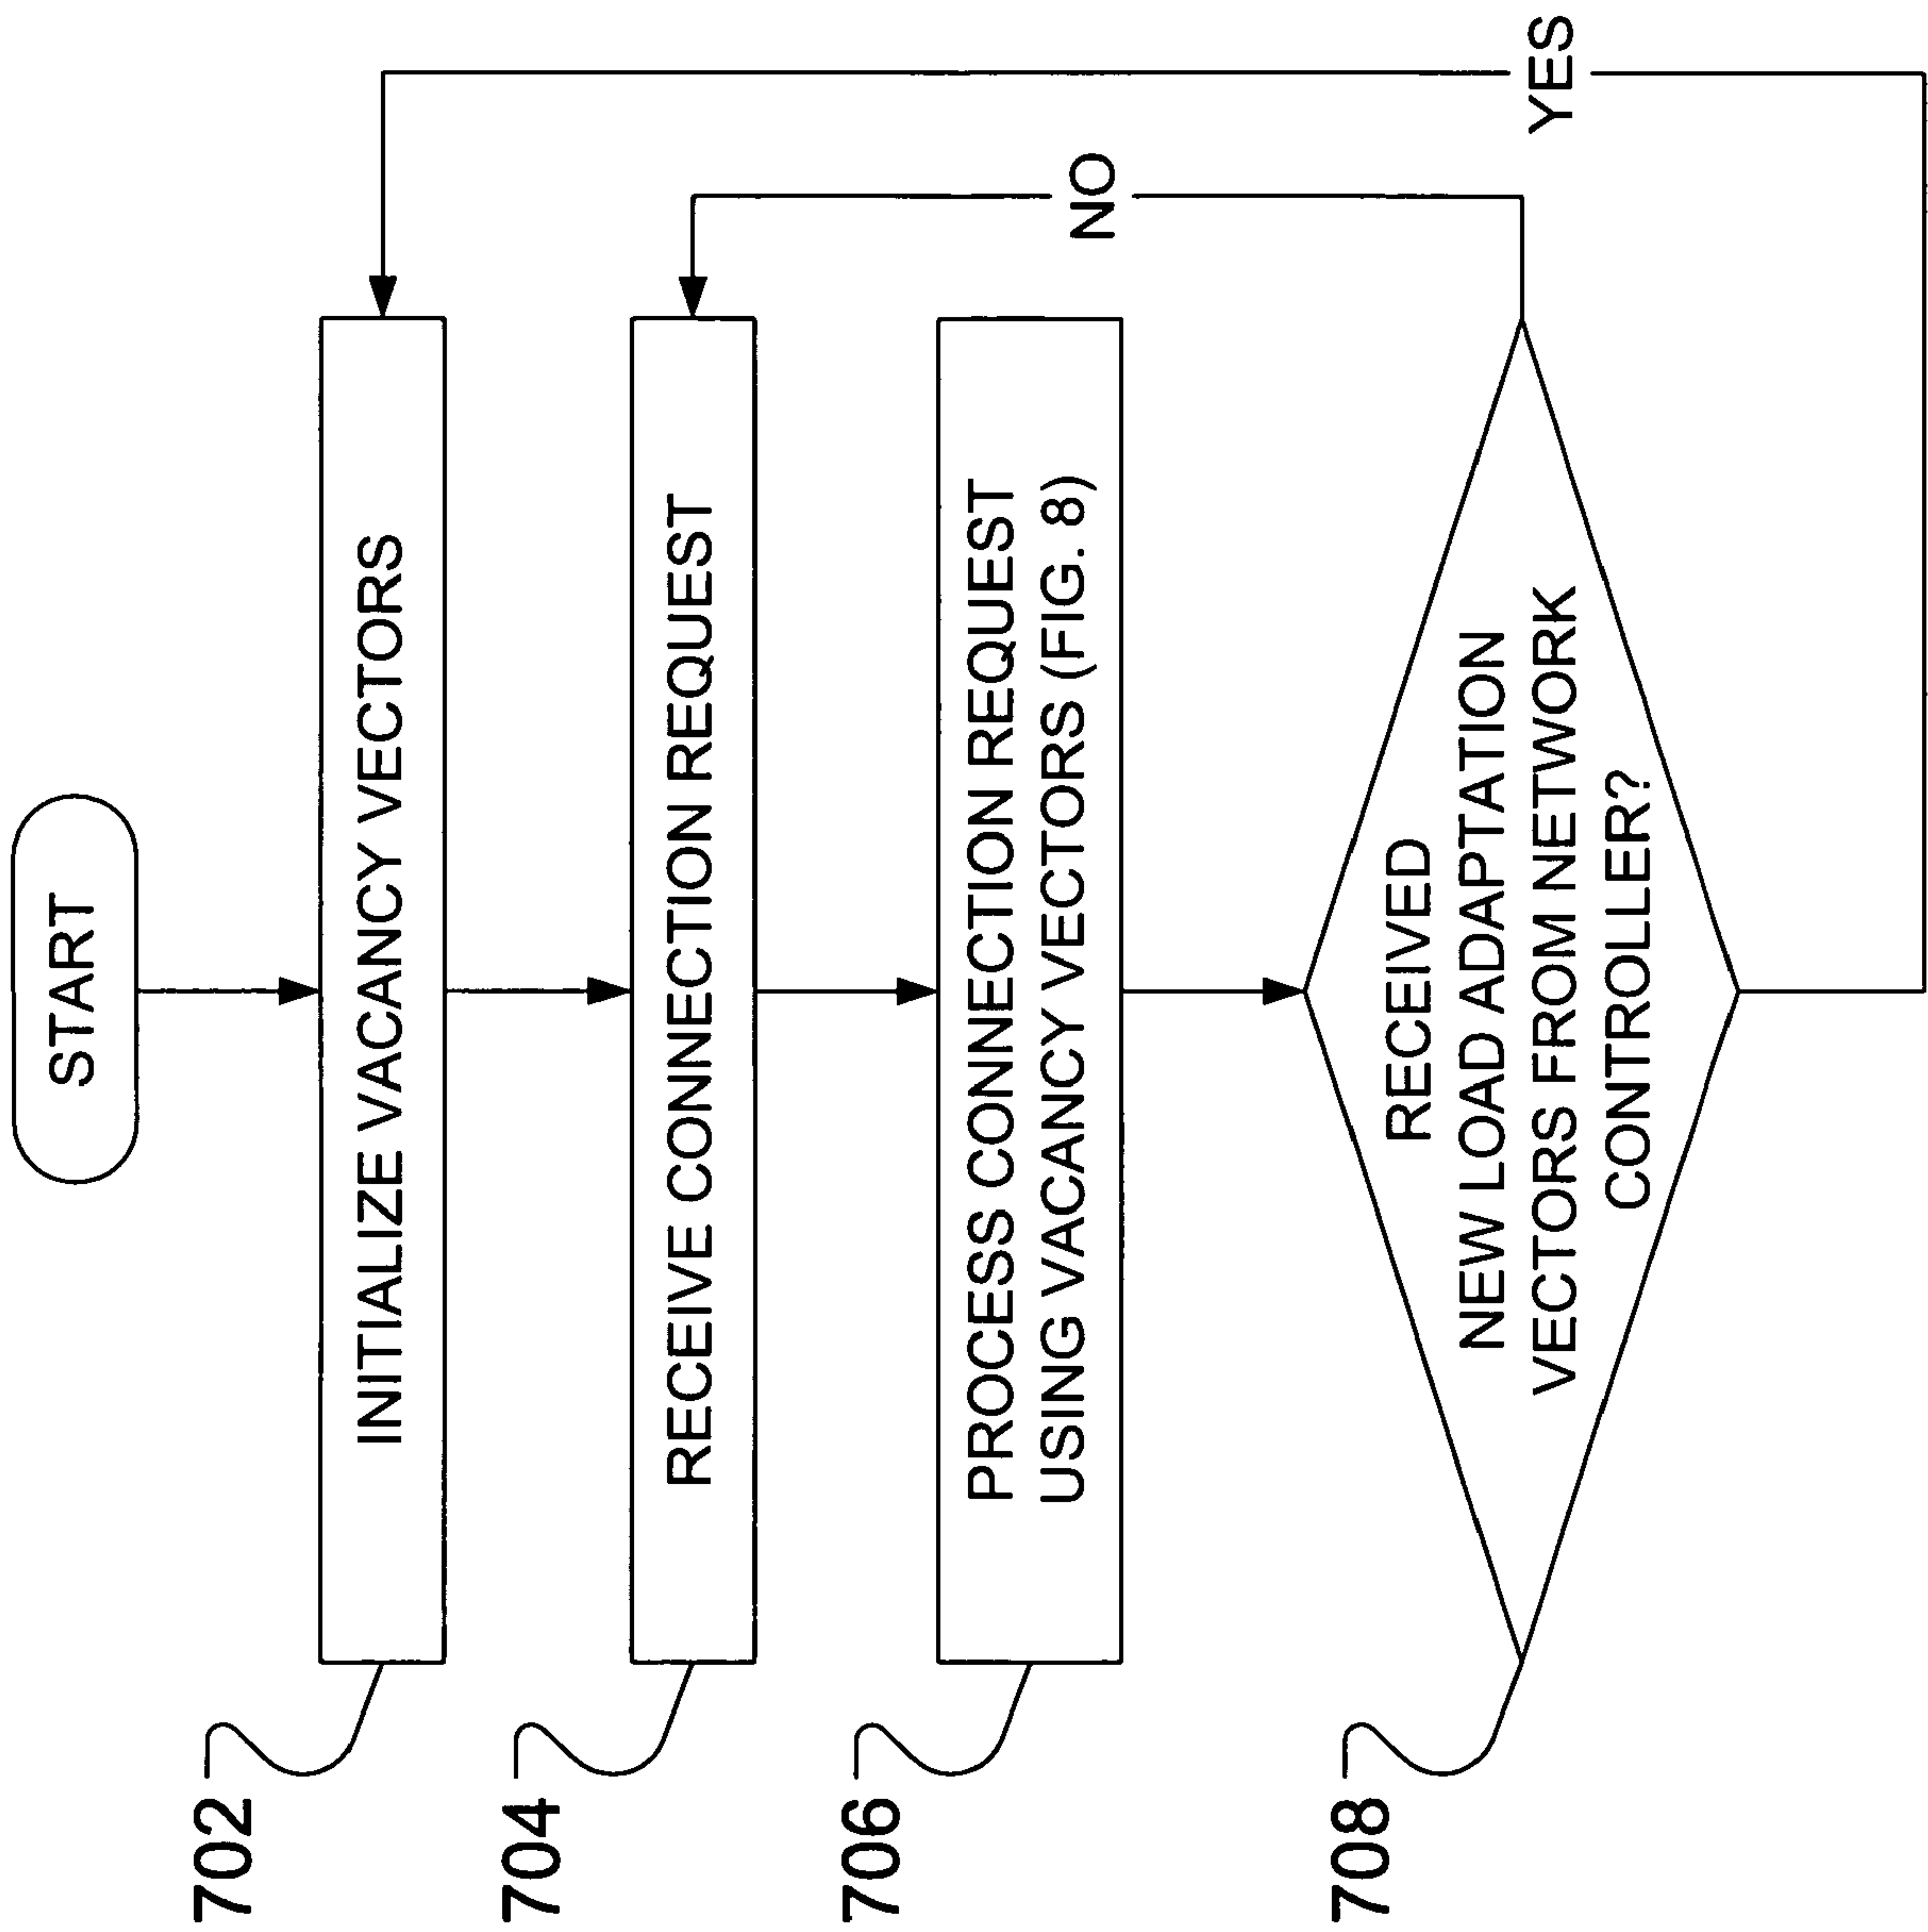 START
702
INITIALIZE VACANCY VECTORS
704
RECEIVE CONNECTION REQUEST
706
PROCESS CONNECTION REQUEST
USING VACANCY VECTORS (FIG. 8)
708
RECEIVED
NEW LOAD ADAPTATION
VECTORS FROM NETWORK
CONTROLLER?
NO
YES